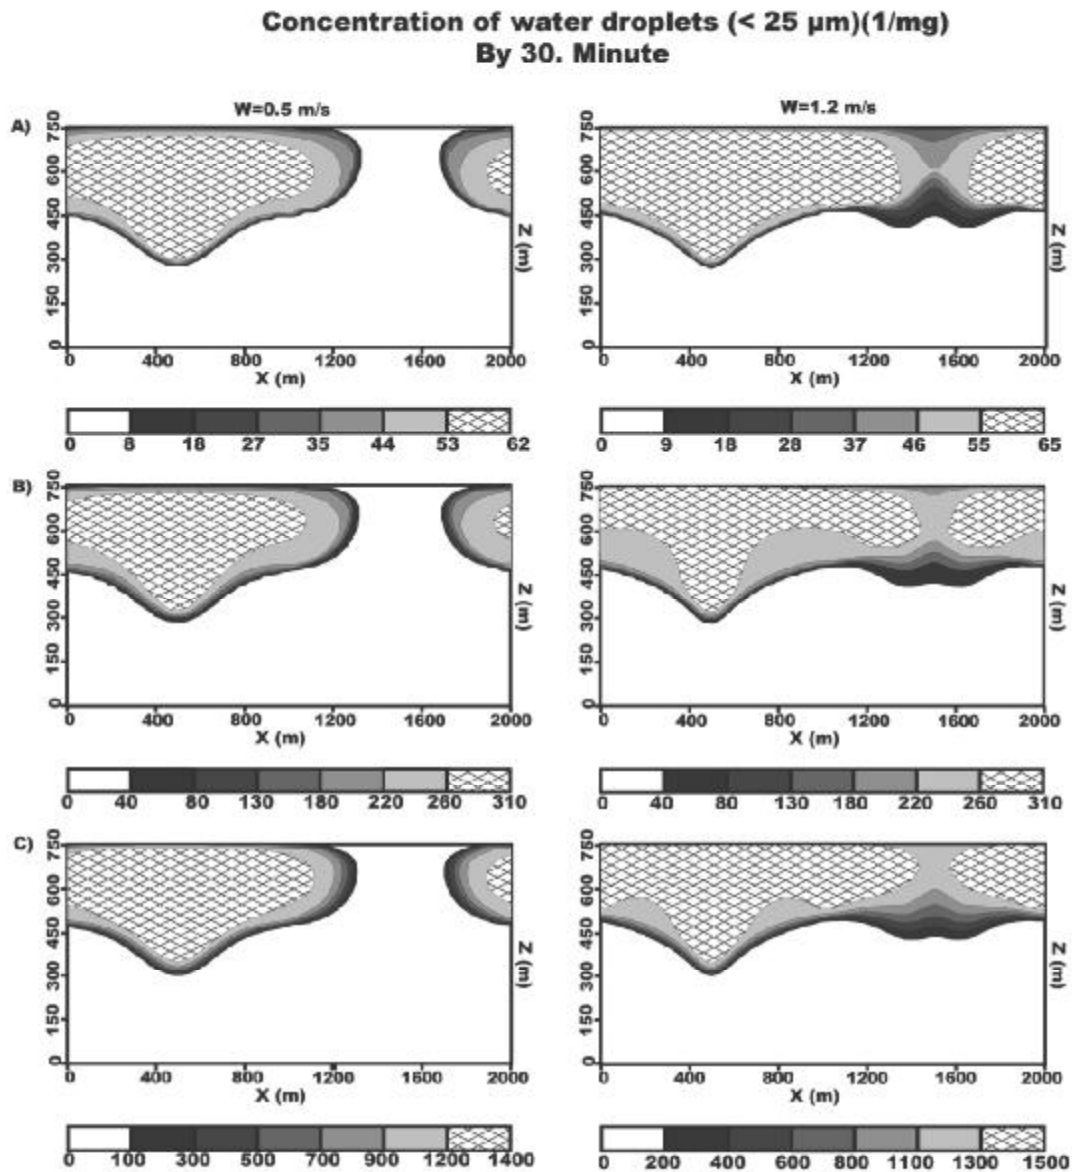 Concentration of water droplets (< 25 µm)(1/mg)
By 30. Minute
W=0.5 m/s
W=1.2 m/s
A)
750
600
450
300
150
0
0 400 800 1200 1600 2000
X (m)
Z (m)
0 8 18 27 35 44 53 62
750
600
450
300
150
0
0 400 800 1200 1600 2000
X (m)
Z (m)
0 9 18 28 37 46 55 65
B)
750
600
450
300
150
0
0 400 800 1200 1600 2000
X (m)
Z (m)
0 40 80 130 180 220 260 310
750
600
450
300
150
0
0 400 800 1200 1600 2000
X (m)
Z (m)
0 40 80 130 180 220 260 310
C)
750
600
450
300
150
0
0 400 800 1200 1600 2000
X (m)
Z (m)
0 100 300 500 700 900 1200 1400
750
600
450
300
150
0
0 400 800 1200 1600 2000
X (m)
Z (m)
0 200 400 600 800 1100 1300 1500